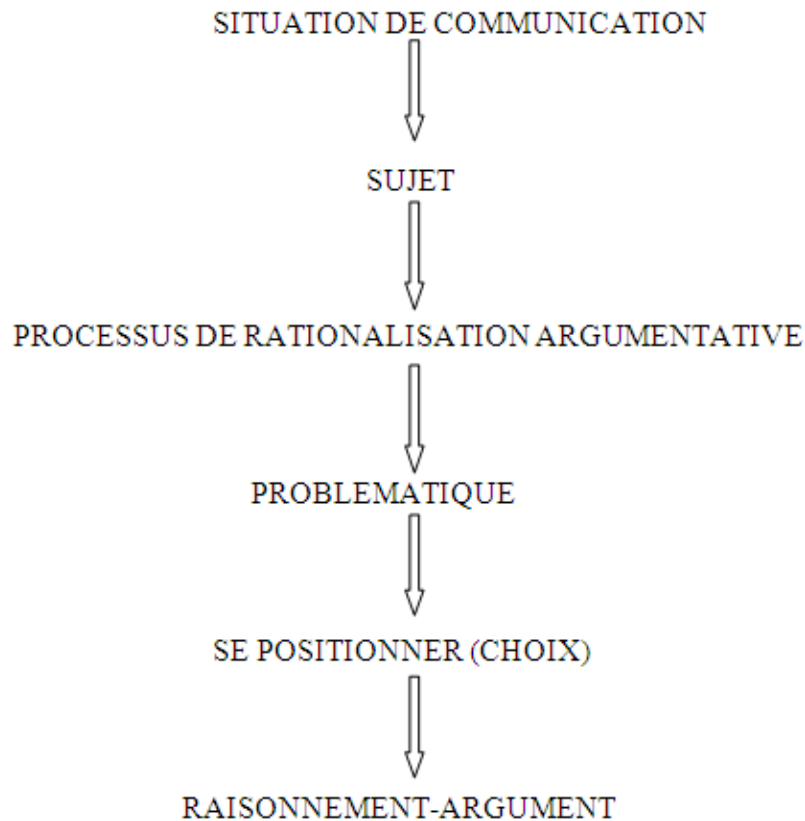 SITUATION DE COMMUNICATION
SUJET
PROCESSUS DE RATIONALISATION ARGUMENTATIVE
PROBLEMATIQUE
SE POSITIONNER (CHOIX)
RAISONNEMENT-ARGUMENT